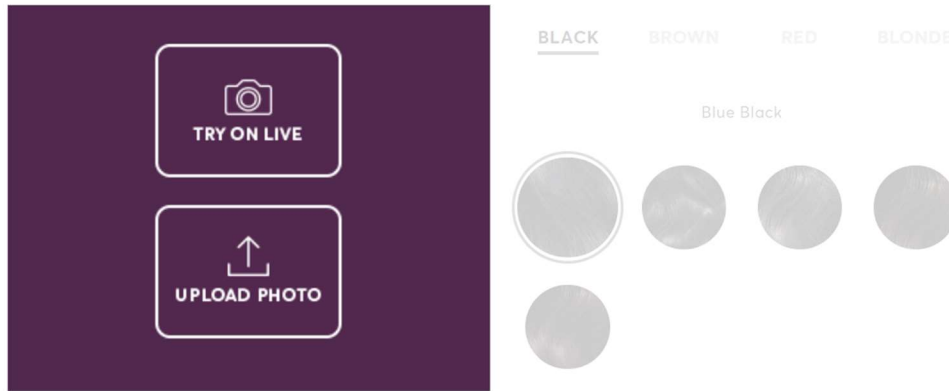 TRY ON LIVE
UPLOAD PHOTO
BLACK BROWN RED BLONDE
Blue Black